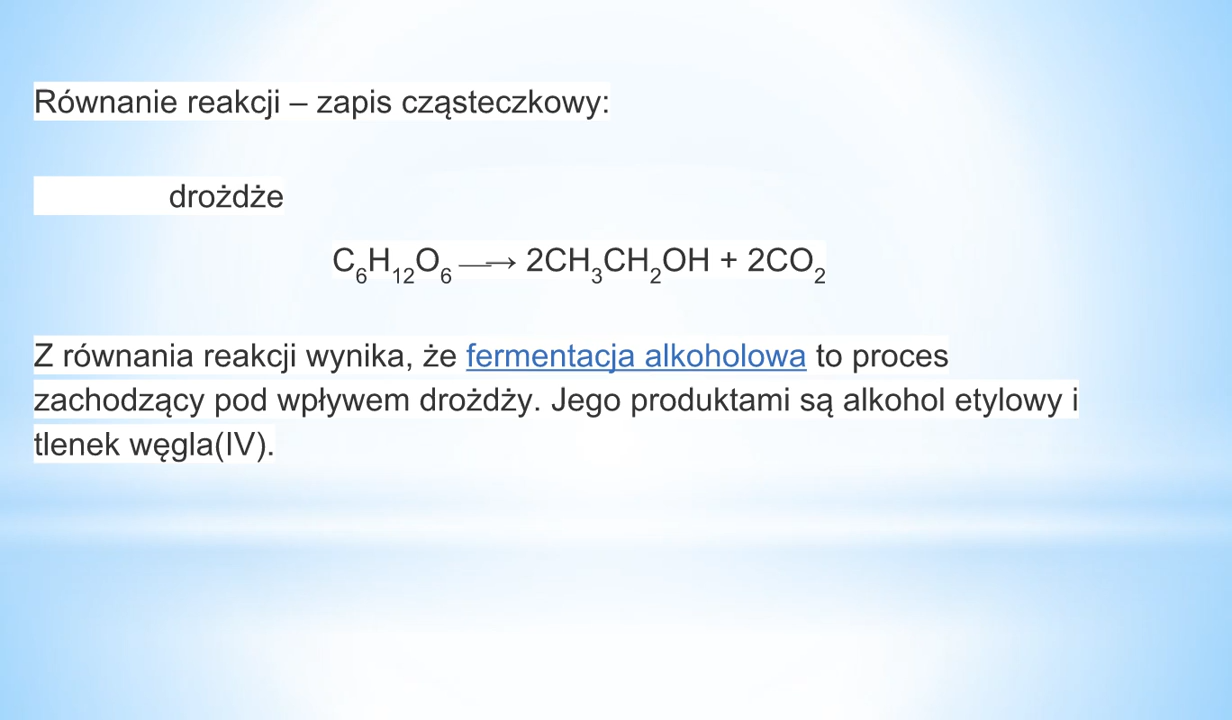 Równanie reakcji – zapis cząsteczkowy:
drożdże
C₆H₁₂O₆ ⟶ 2CH₃CH₂OH + 2CO₂
Z równania reakcji wynika, że fermentacja alkoholowa to proces
zachodzący pod wpływem drożdży. Jego produktami są alkohol etylowy i
tlenek węgla(IV).